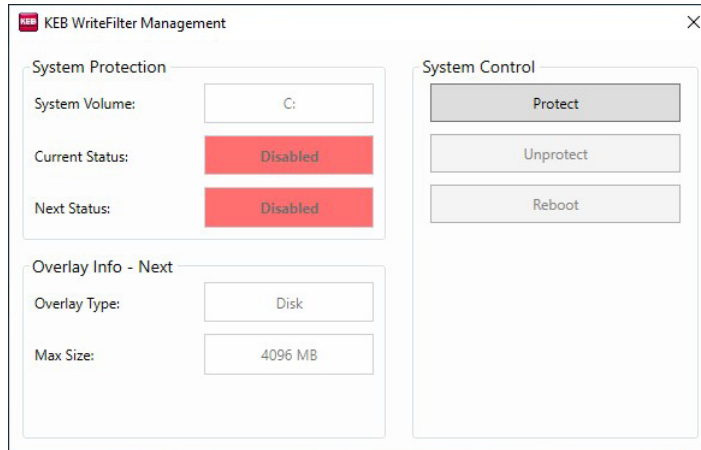 KEB KEB WriteFilter Management
System Protection
System Volume: C:
Current Status: Disabled
Next Status: Disabled
Overlay Info - Next
Overlay Type: Disk
Max Size: 4096 MB
System Control
Protect
Unprotect
Reboot